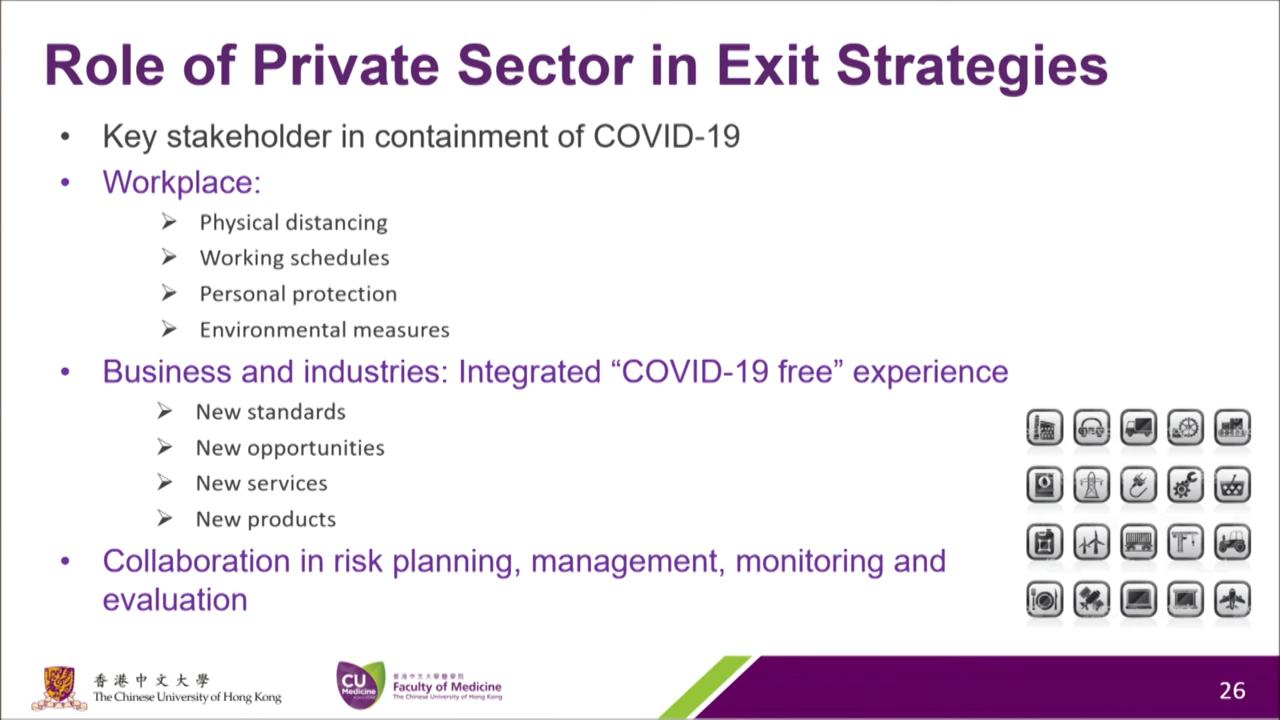 Role of Private Sector in Exit Strategies
• Key stakeholder in containment of COVID-19
• Workplace:
➢ Physical distancing
➢ Working schedules
➢ Personal protection
➢ Environmental measures
• Business and industries: Integrated “COVID-19 free” experience
➢ New standards
➢ New opportunities
➢ New services
➢ New products
• Collaboration in risk planning, management, monitoring and
evaluation
香港中文大學
The Chinese University of Hong Kong
CU
Medicine
HONG KONG
香港中文大學醫學院
Faculty of Medicine
The Chinese University of Hong Kong
26